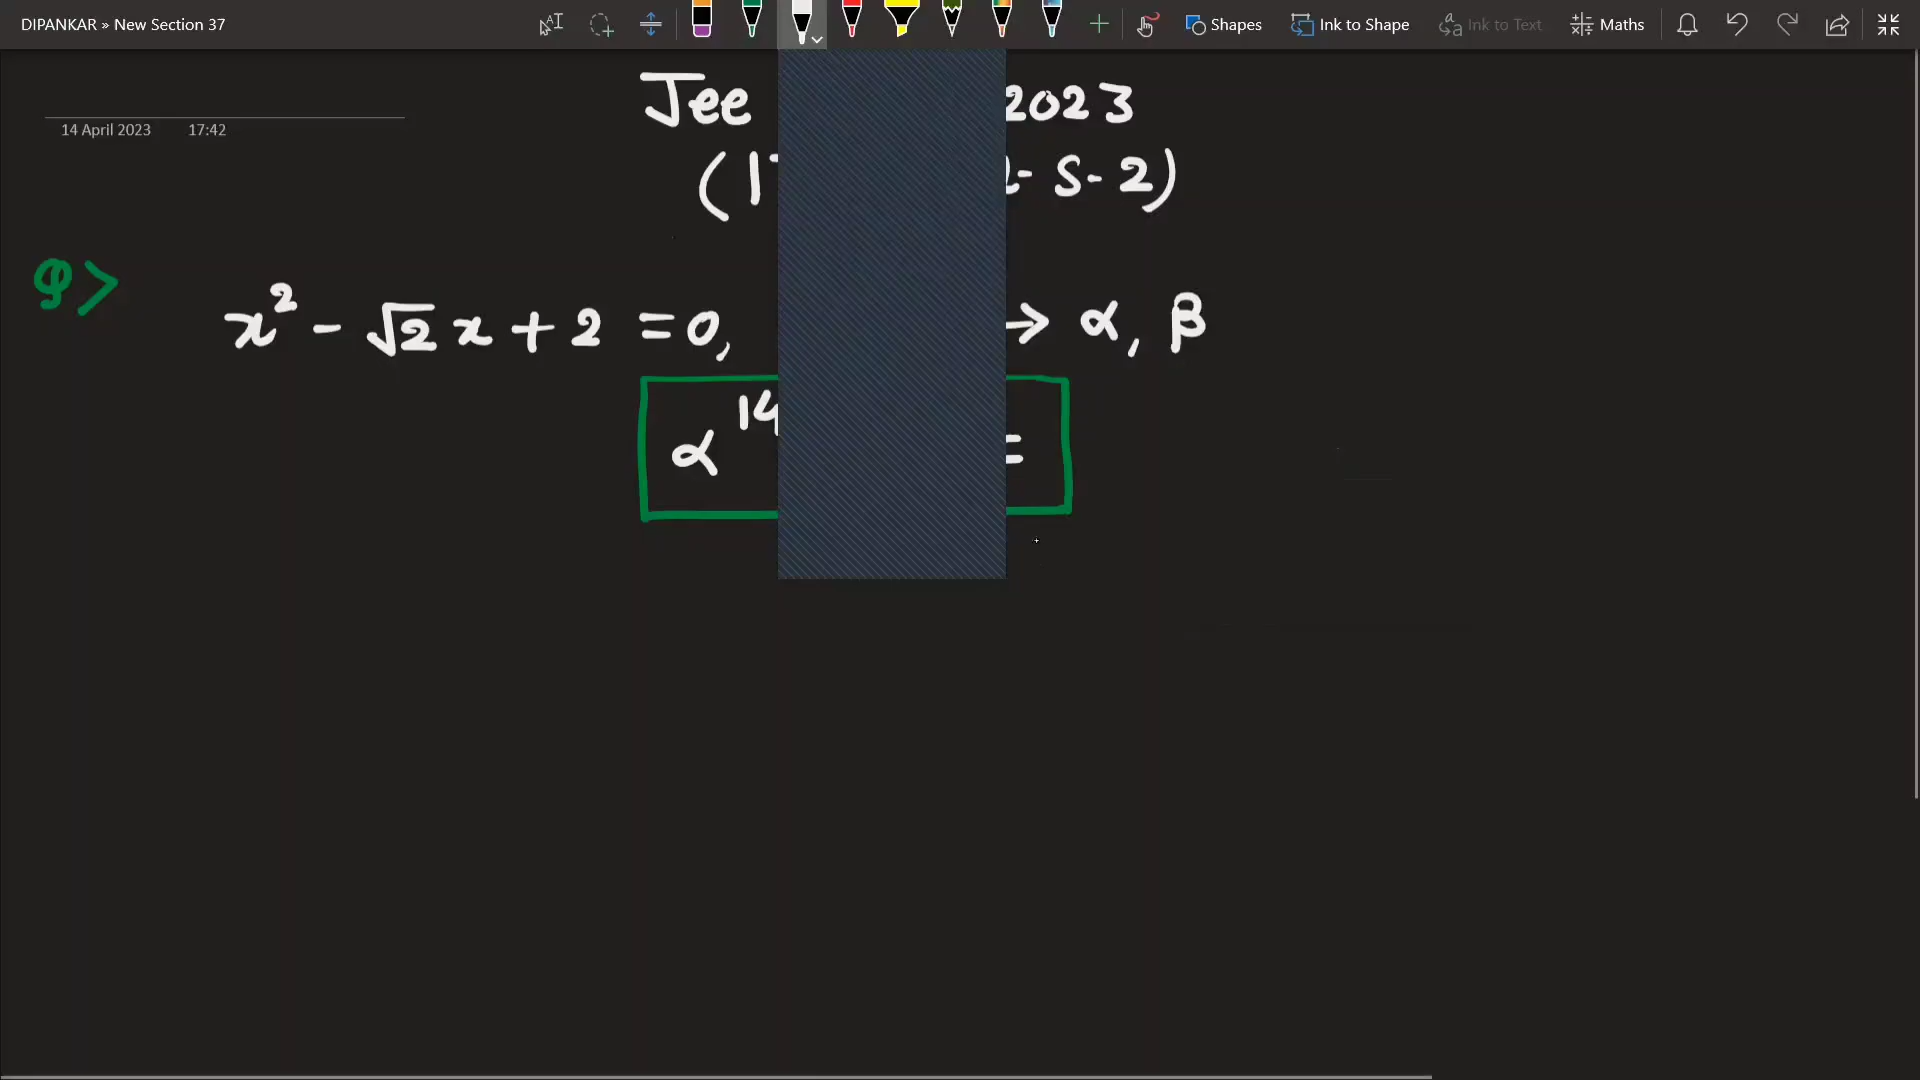 DIPANKAR » New Section 37
Shapes
Ink to Shape
Ink to Text
Maths
14 April 2023 17:42
Jee 2023
- S - 2)
Q>
x² - √2 x + 2 = 0, → α, β
α¹⁴ =